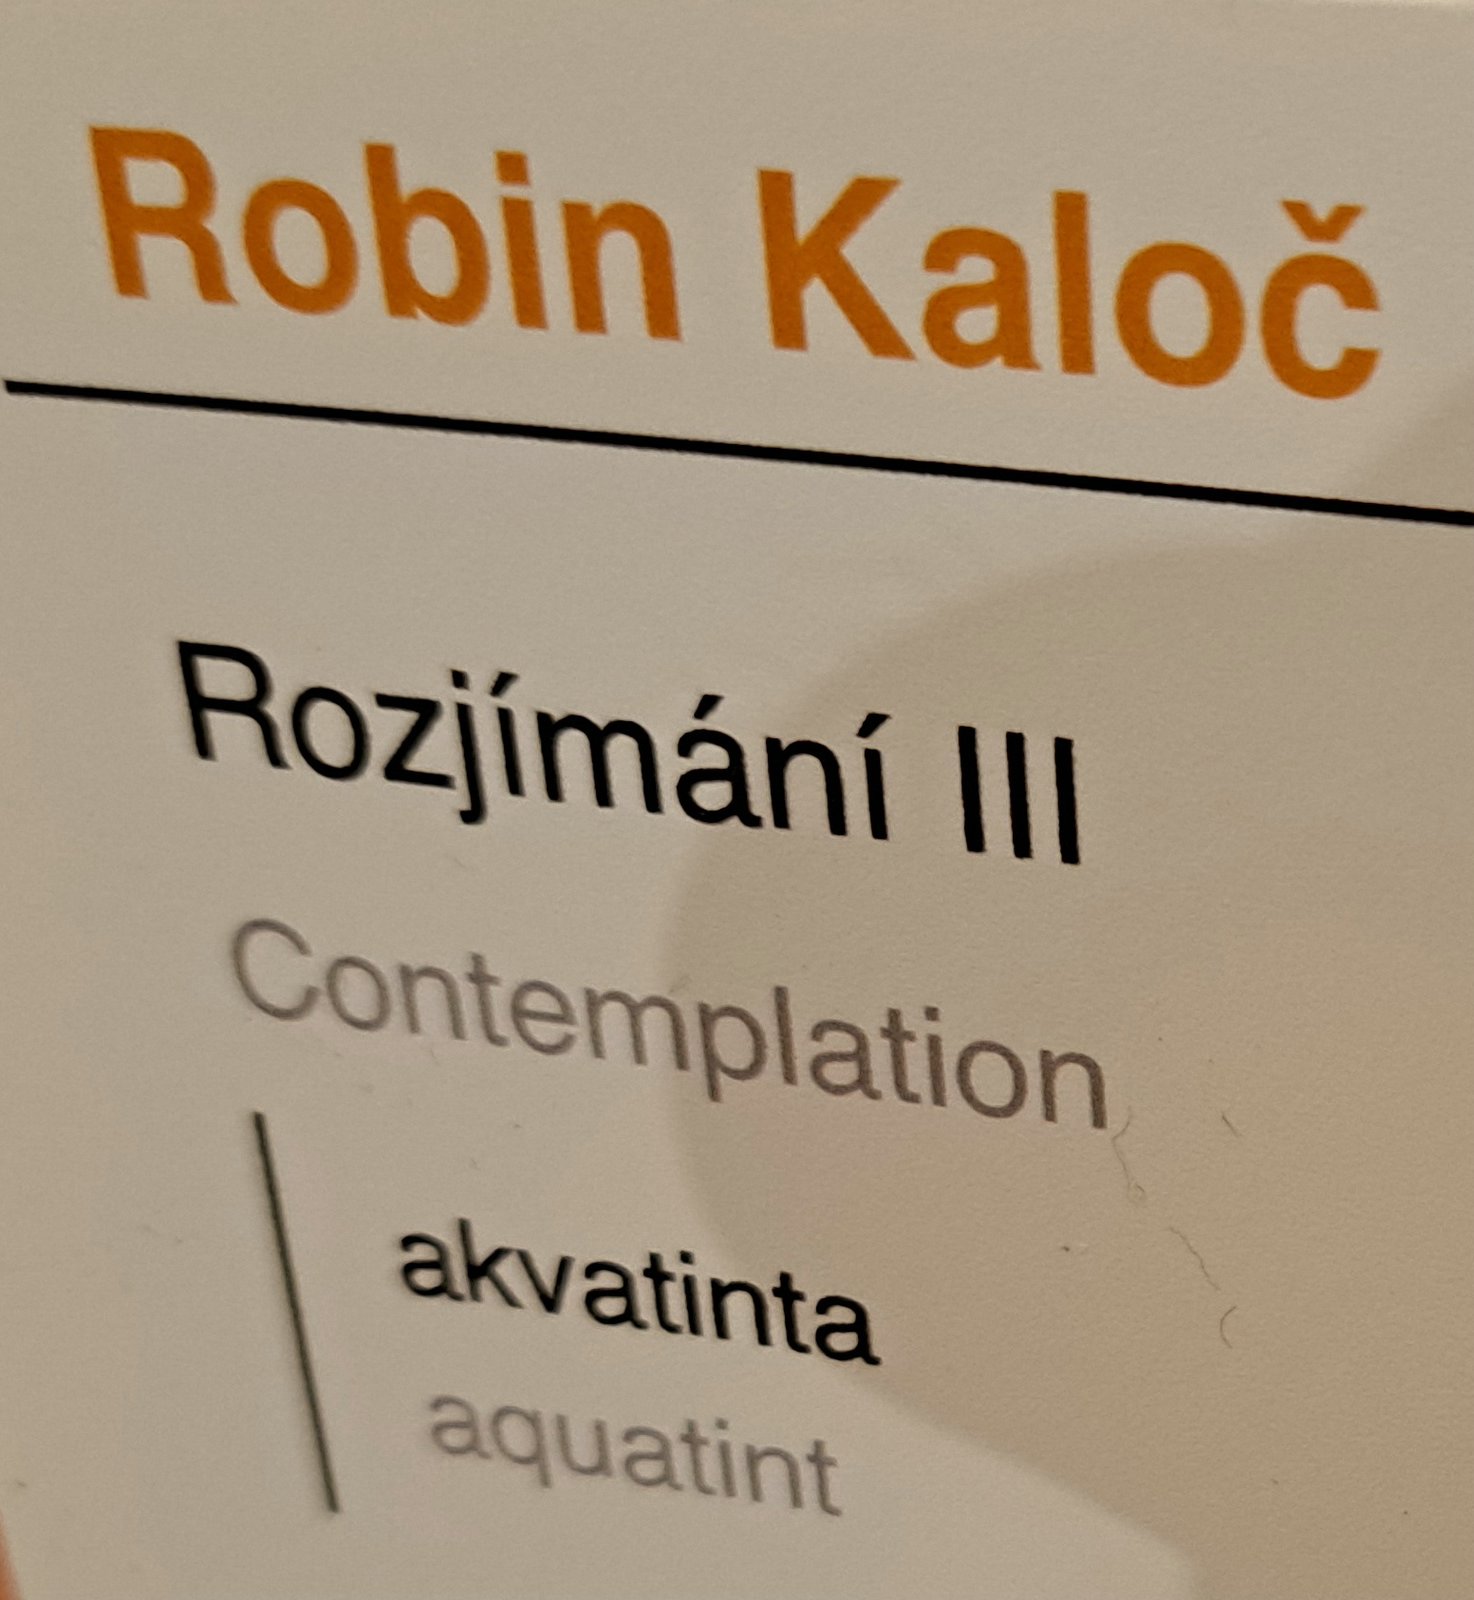 Robin Kaloč
Rozjímání III
Contemplation
akvatinta
aquatint